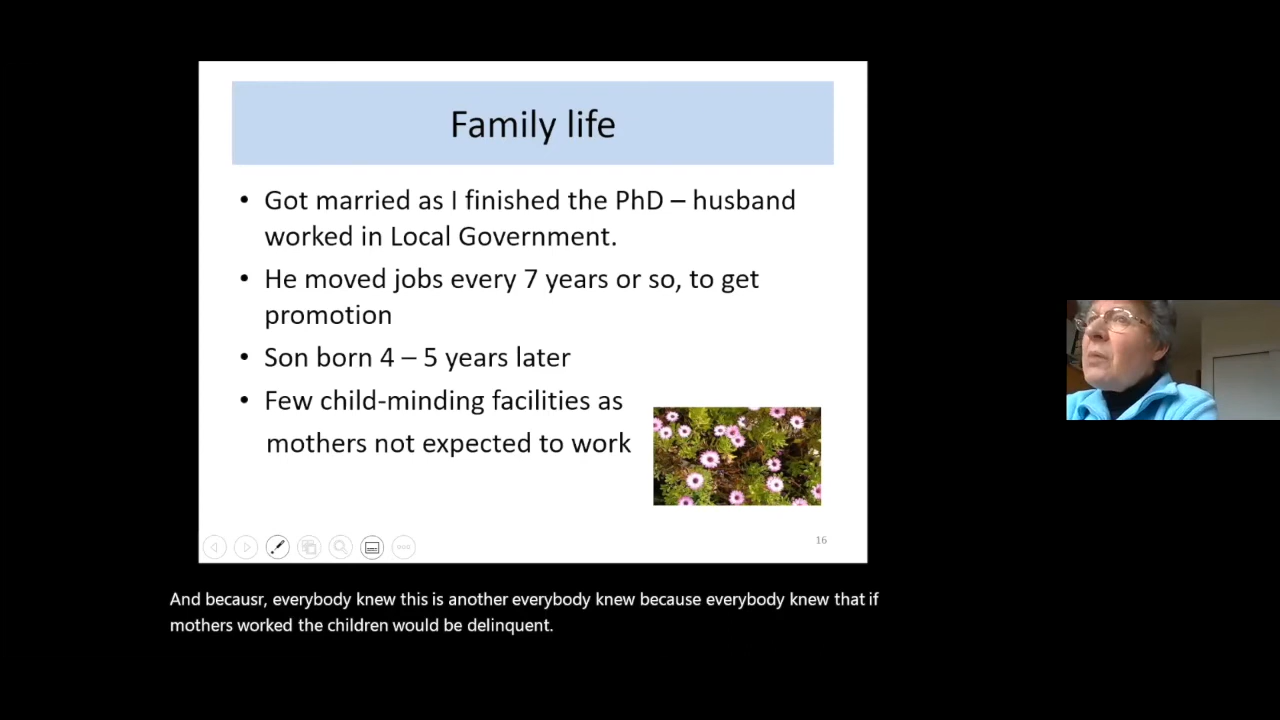 Family life
• Got married as I finished the PhD – husband
worked in Local Government.
• He moved jobs every 7 years or so, to get
promotion
• Son born 4 – 5 years later
• Few child-minding facilities as
mothers not expected to work
16
And becausr, everybody knew this is another everybody knew because everybody knew that if
mothers worked the children would be delinquent.